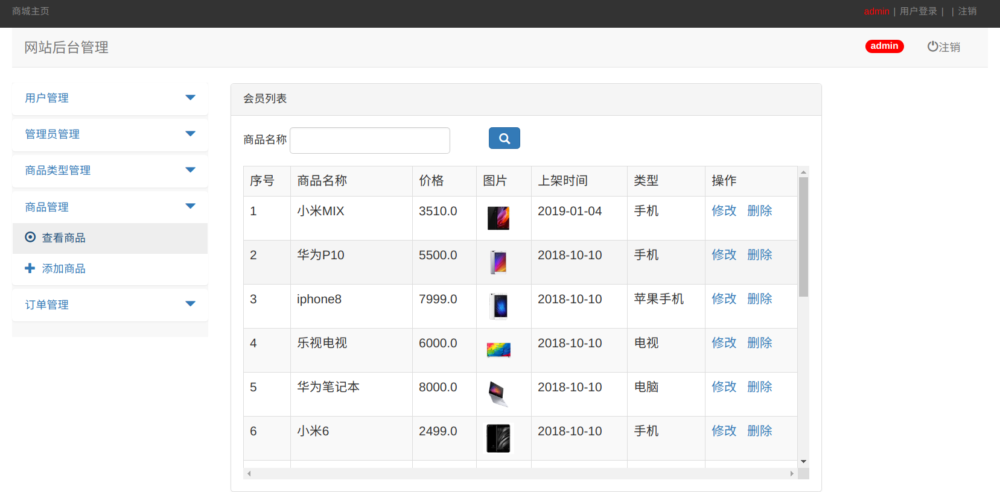 商城主页
admin | 用户登录 | | 注销
网站后台管理
admin 注销
用户管理
管理员管理
商品类型管理
商品管理
查看商品
添加商品
订单管理
会员列表
商品名称
序号 商品名称 价格 图片 上架时间 类型 操作
1 小米MIX 3510.0 2019-01-04 手机 修改 删除
2 华为P10 5500.0 2018-10-10 手机 修改 删除
3 iphone8 7999.0 2018-10-10 苹果手机 修改 删除
4 乐视电视 6000.0 2018-10-10 电视 修改 删除
5 华为笔记本 8000.0 2018-10-10 电脑 修改 删除
6 小米6 2499.0 2018-10-10 手机 修改 删除